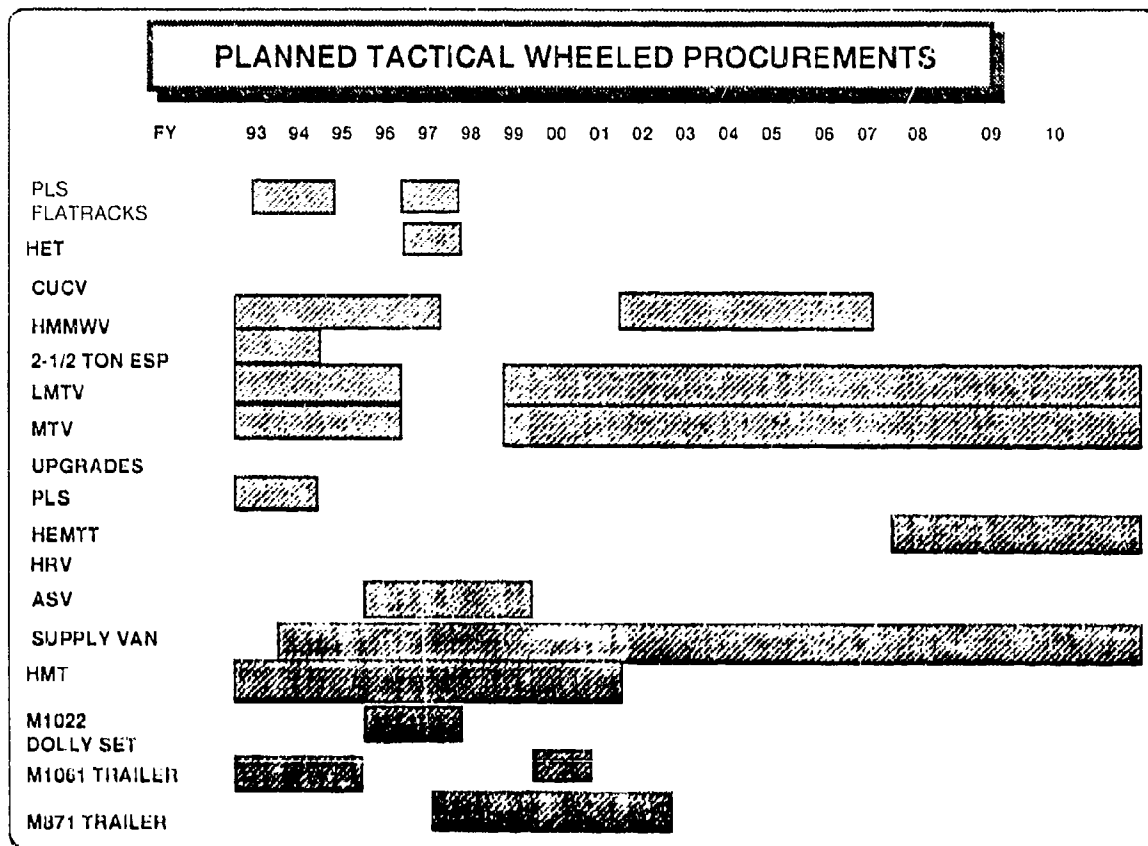 PLANNED TACTICAL WHEELED PROCUREMENTS
FY 93 94 95 96 97 98 99 00 01 02 03 04 05 06 07 08 09 10
PLS
FLATRACKS
HET
CUCV
HMMWV
2-1/2 TON ESP
LMTV
MTV
UPGRADES
PLS
HEMTT
HRV
ASV
SUPPLY VAN
HMT
M1022
DOLLY SET
M1061 TRAILER
M871 TRAILER